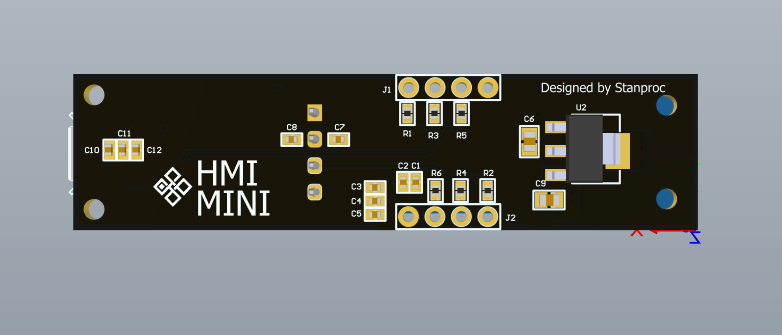 J1
Designed by Stanproc
U2
C6
R1
R3
R5
C8
C7
C11
C10
C12
HMI
MINI
C2
C1
R6
R4
R2
C3
C4
C5
C9
J2
X
Z